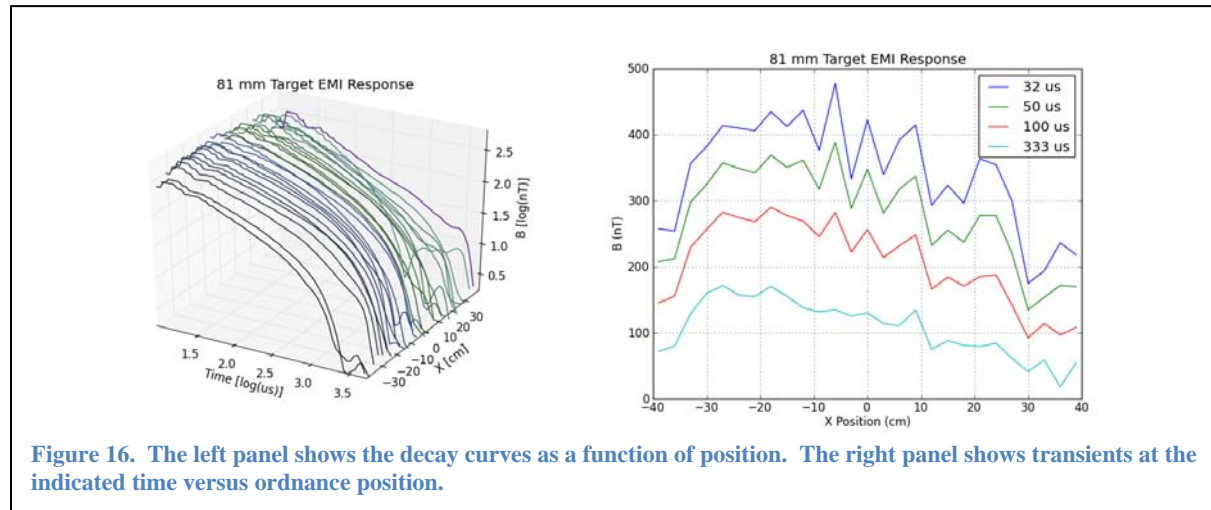 81 mm Target EMI Response
2.5
2.0
1.5
1.0
0.5
B [log(nT)]
1.5
2.0
2.5
3.0
3.5
Time [log(us)]
−30
−20
−10
0
10
20
30
X [cm]
81 mm Target EMI Response
500
400
300
200
100
0
B (nT)
−40
−30
−20
−10
0
10
20
30
40
X Position (cm)
32 us
50 us
100 us
333 us
Figure 16. The left panel shows the decay curves as a function of position. The right panel shows transients at the
indicated time versus ordnance position.